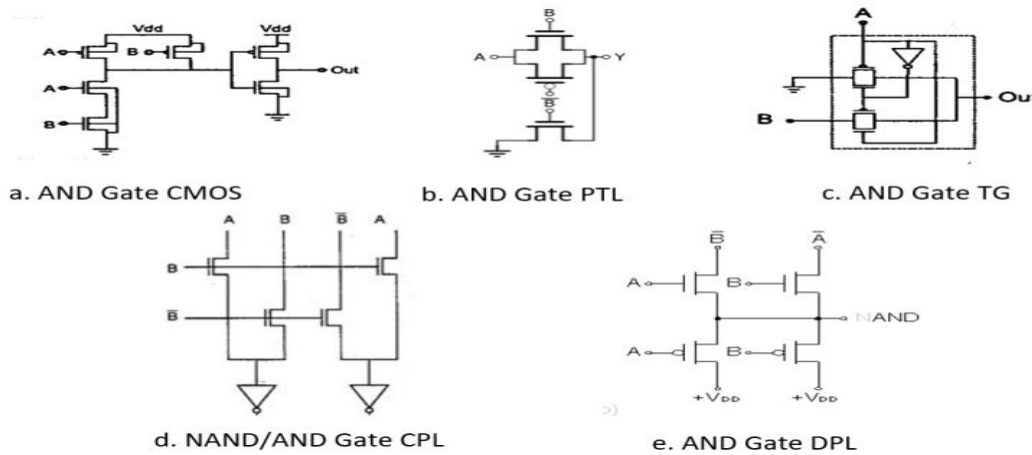 Vdd
Vdd
A
B
Out
A
B
a. AND Gate CMOS
B
A
Y
B̅
b. AND Gate PTL
A
Ou
B
c. AND Gate TG
A B B̅ A
B
B̅
d. NAND/AND Gate CPL
B̅ A̅
A B
NAND
A B
+VDD +VDD
e. AND Gate DPL